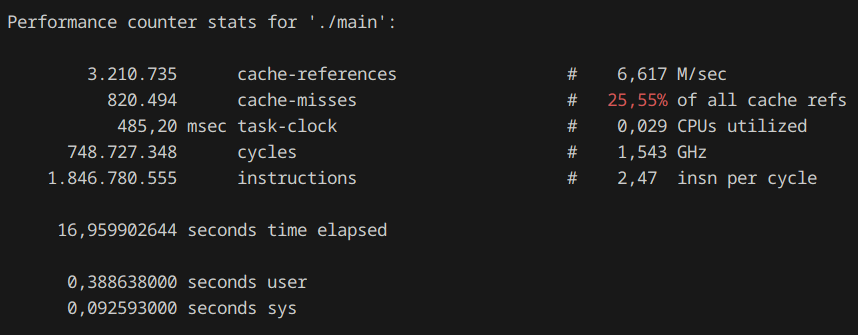 Performance counter stats for './main':
3.210.735 cache-references # 6,617 M/sec
820.494 cache-misses # 25,55% of all cache refs
485,20 msec task-clock # 0,029 CPUs utilized
748.727.348 cycles # 1,543 GHz
1.846.780.555 instructions # 2,47 insn per cycle
16,959902644 seconds time elapsed
0,388638000 seconds user
0,092593000 seconds sys